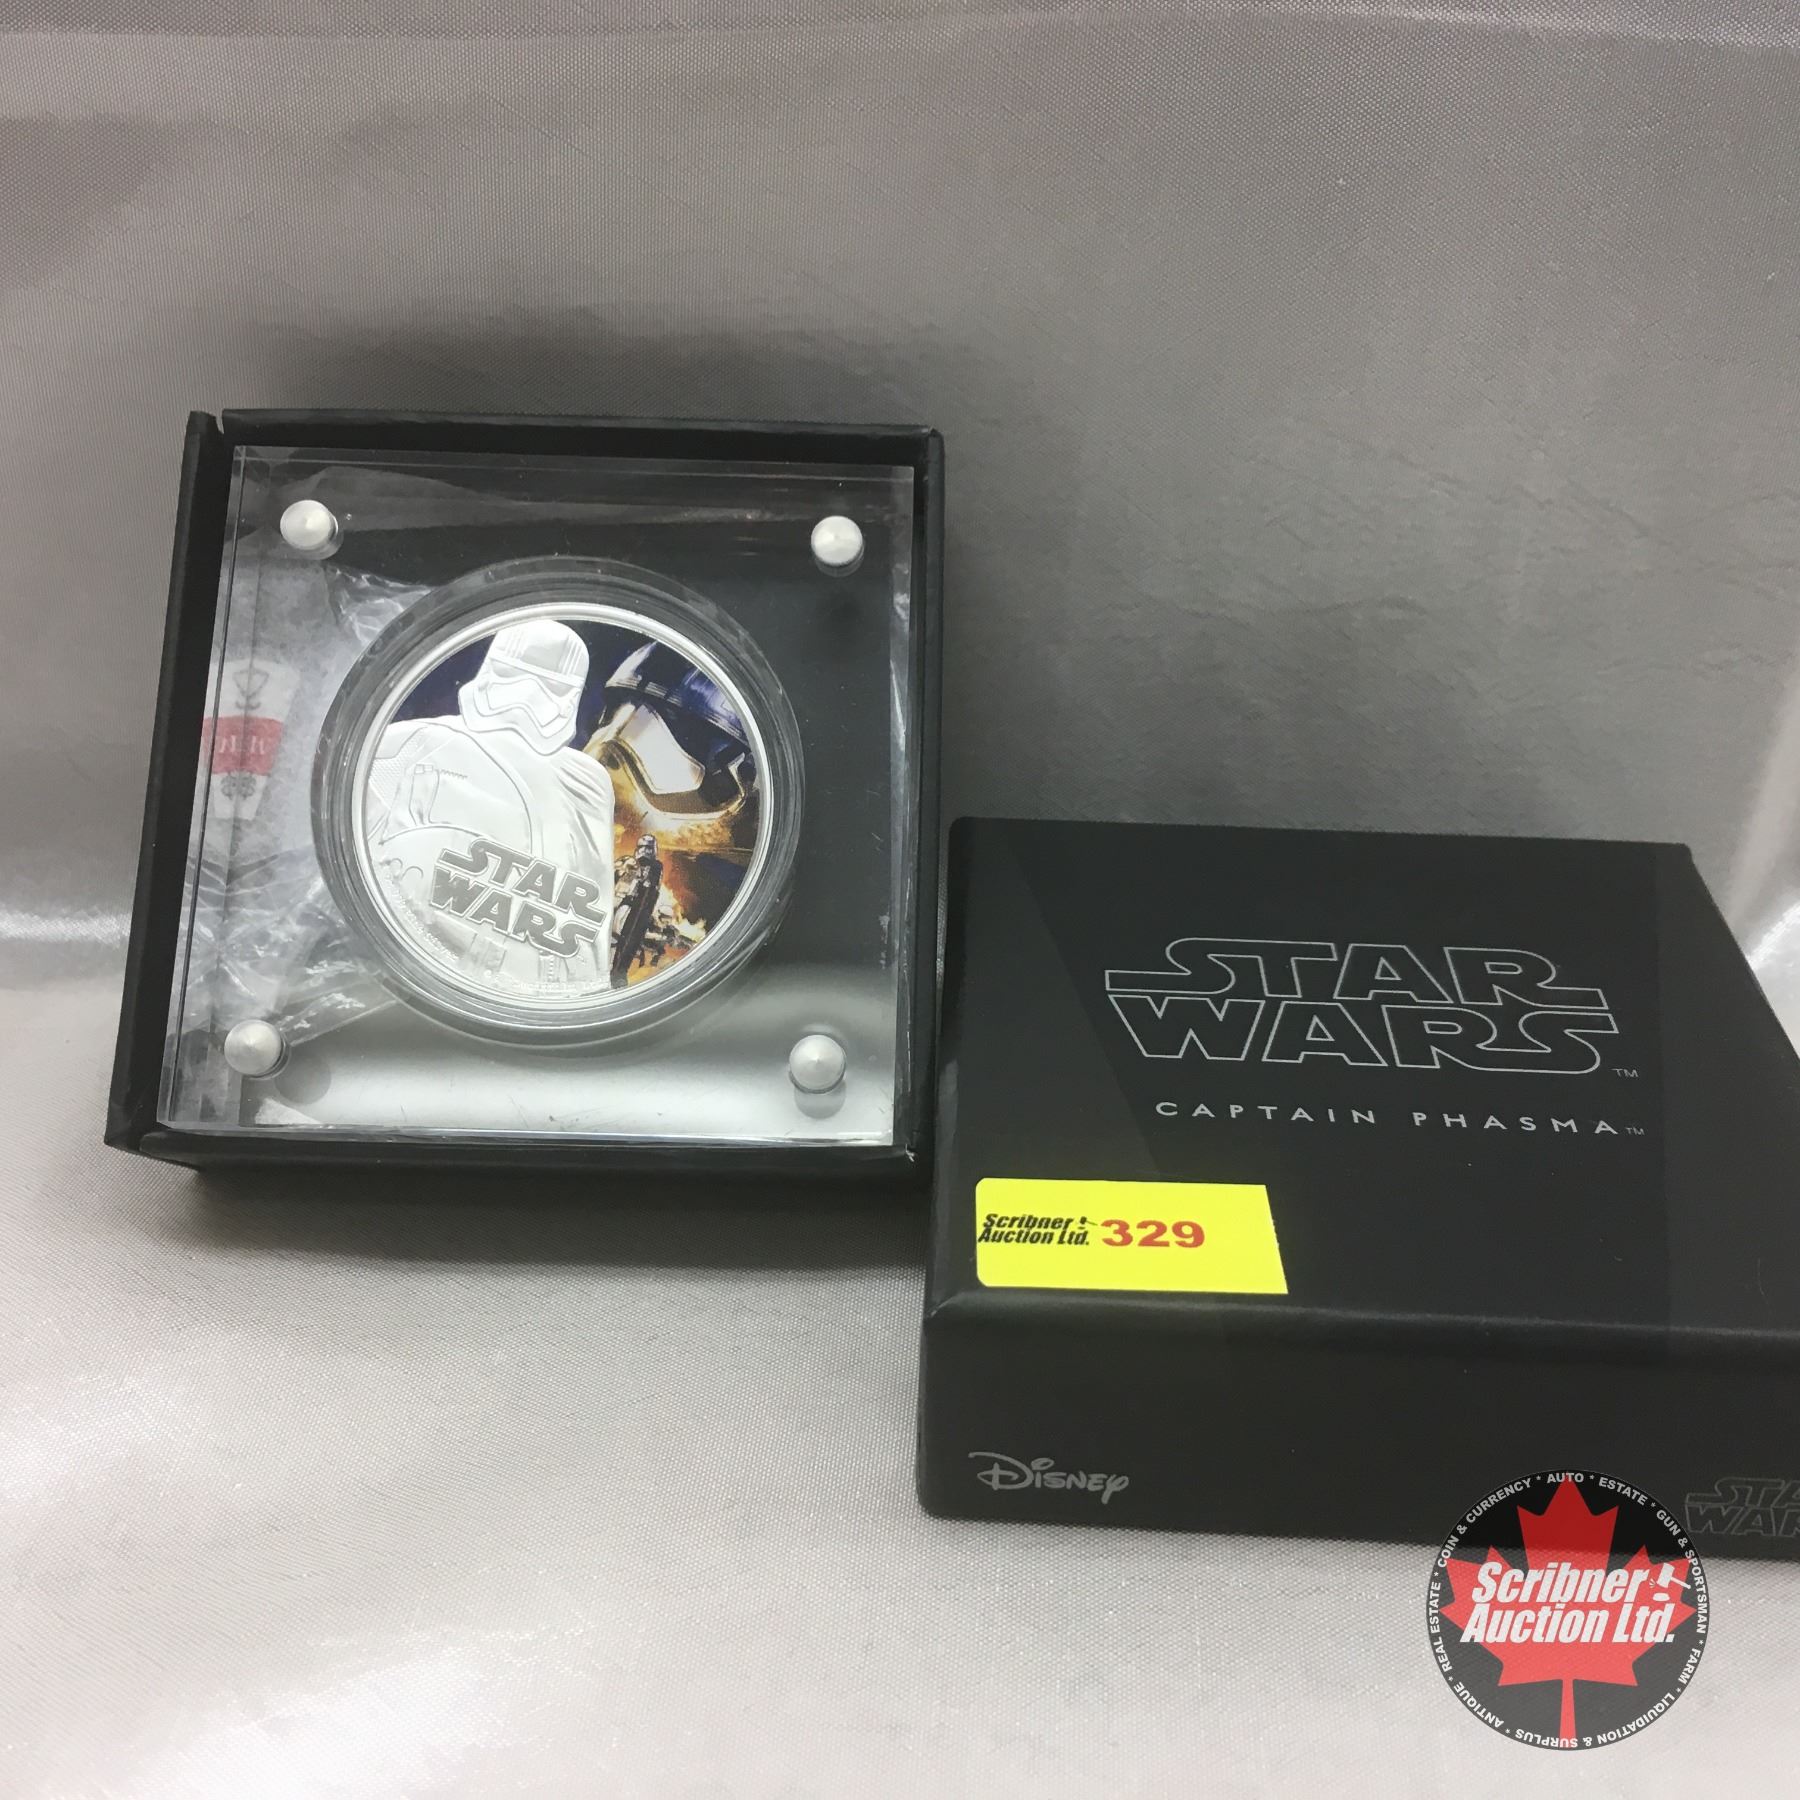 STAR
WARS
STAR
WARS
TM
CAPTAIN PHASMA TM
Scribner
Auction Ltd. 329
Disney
COIN & CURRENCY * AUTO * ESTATE * GUN & SPORTSMAN * FARM * LIQUIDATION & SURPLUS * ANTIQUE * REAL ESTATE *
Scribner
Auction Ltd.